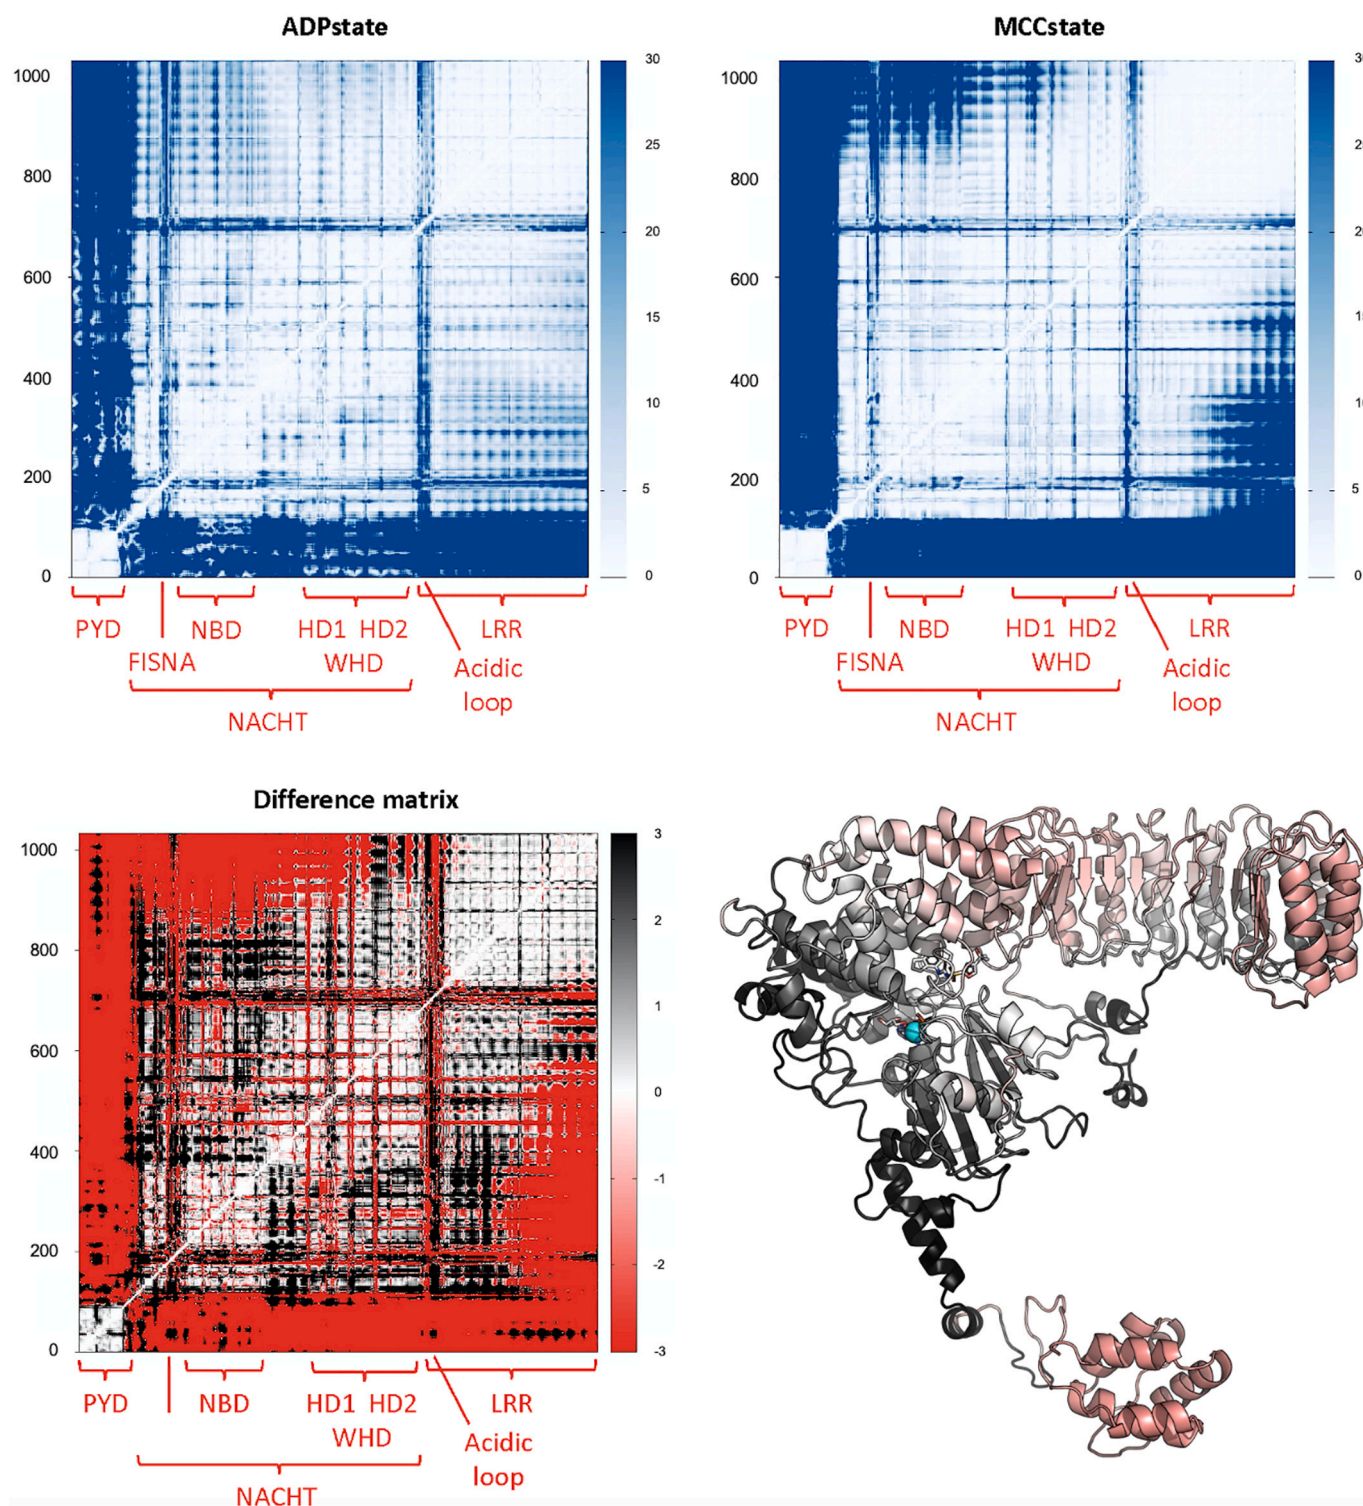 ADPstate
1000
800
600
400
200
0
30
25
20
15
10
5
0
PYD
NBD
HD1 HD2
LRR
FISNA
WHD
Acidic
loop
NACHT
MCCstate
1000
800
600
400
200
0
PYD
NBD
HD1 HD2
LRR
FISNA
WHD
Acidic
loop
NACHT
15
10
5
0
Difference matrix
1000
800
600
400
200
0
3
2
1
0
-1
-2
-3
PYD
NBD
HD1 HD2
LRR
WHD
Acidic
loop
NACHT